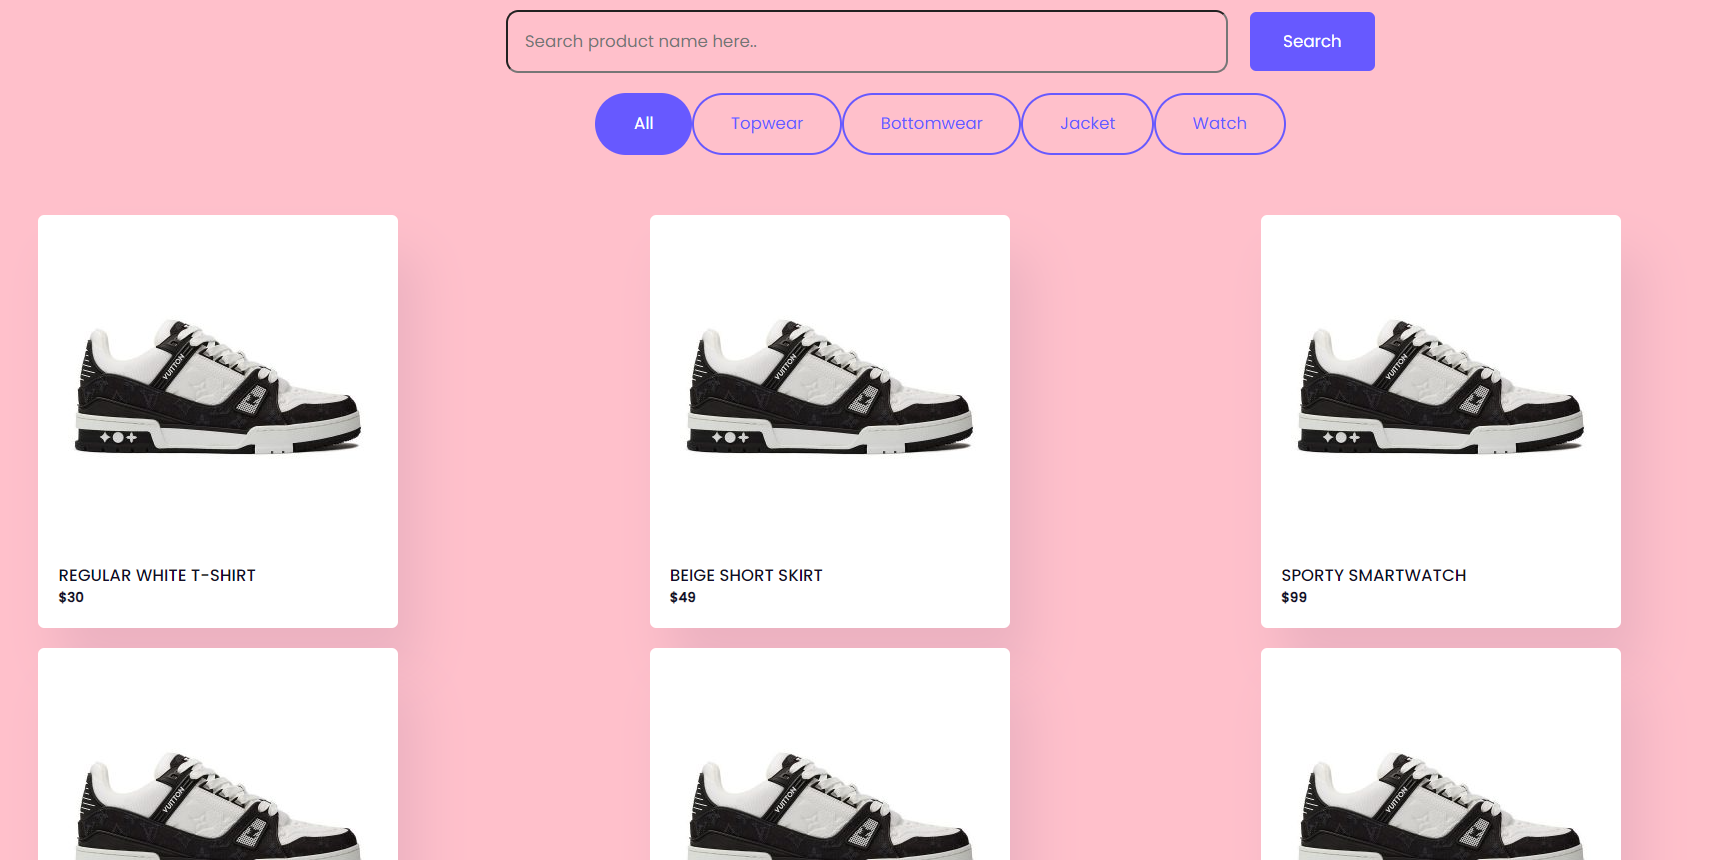 Search product name here..
Search
All
Topwear
Bottomwear
Jacket
Watch
VUITTON
VUITTON
VUITTON
REGULAR WHITE T-SHIRT
$30
BEIGE SHORT SKIRT
$49
SPORTY SMARTWATCH
$99
VUITTON
VUITTON
VUITTON